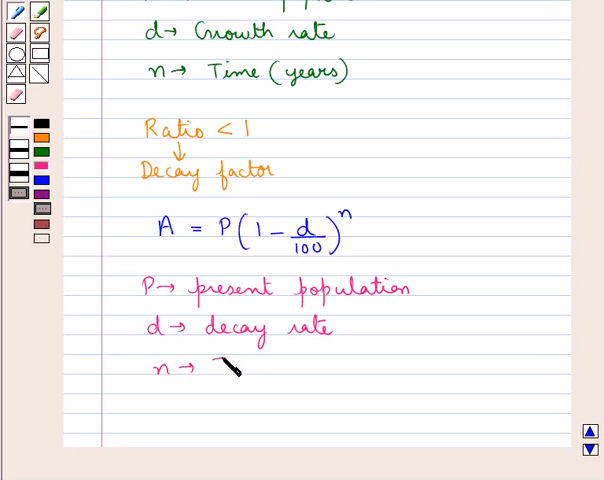 d → Growth rate
n → Time (years)
Ratio < 1
↓
Decay factor
A = P(1 - d/100)^n
P → present population
d → decay rate
n →